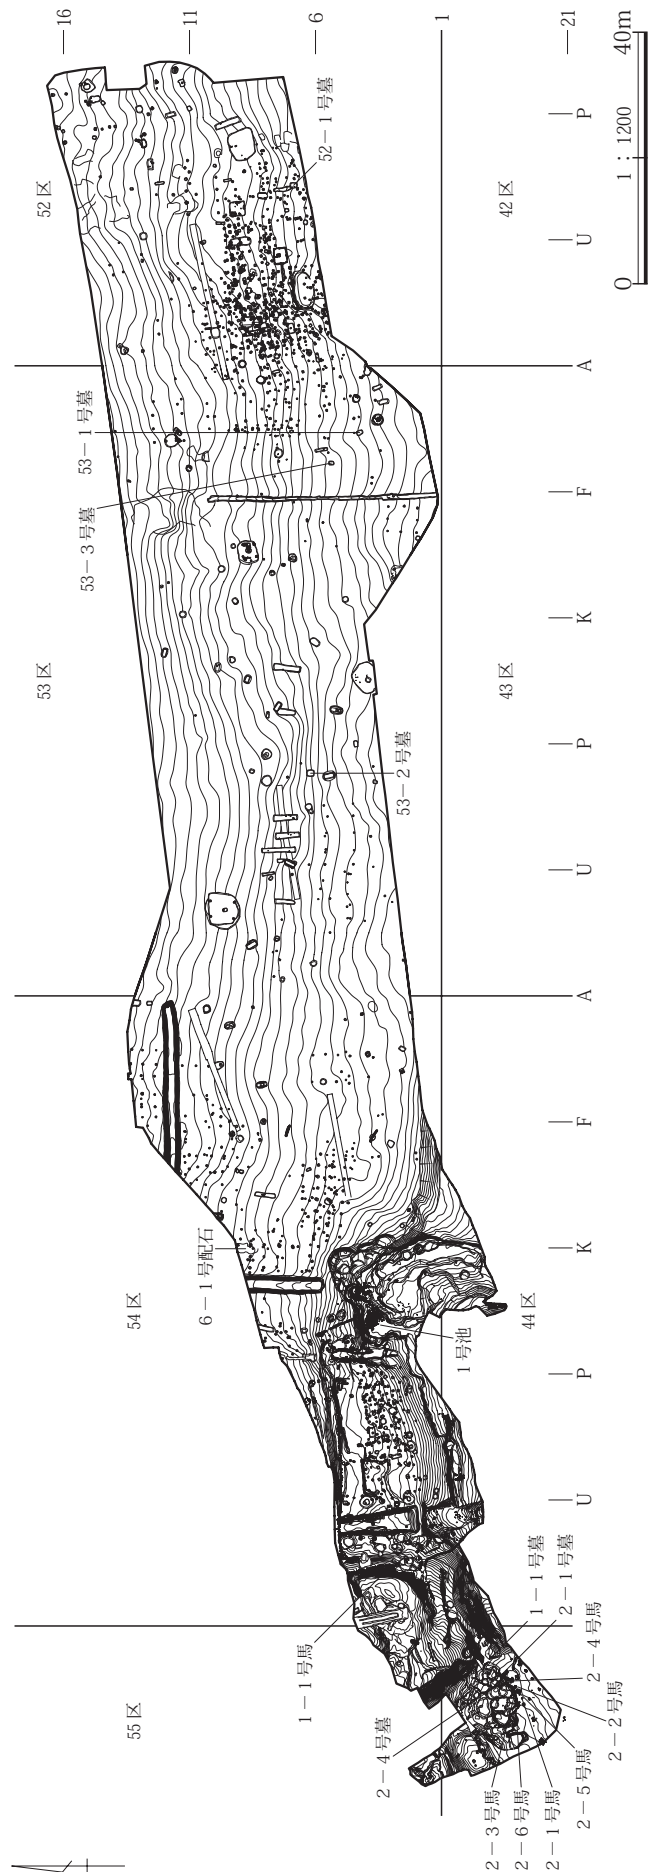 16
11
6
1
21
40m
1：1200
0
52区
42区
P
U
A
F
K
P
U
A
F
K
P
U
52－1号墓
53－1号墓
53－3号墓
53区
43区
53－2号墓
54区
6－1号配石
44区
1号池
55区
1－1号馬
1－1号墓
2－1号墓
2－4号馬
2－2号馬
2－5号馬
2－1号馬
2－6号馬
2－3号馬
2－4号墓